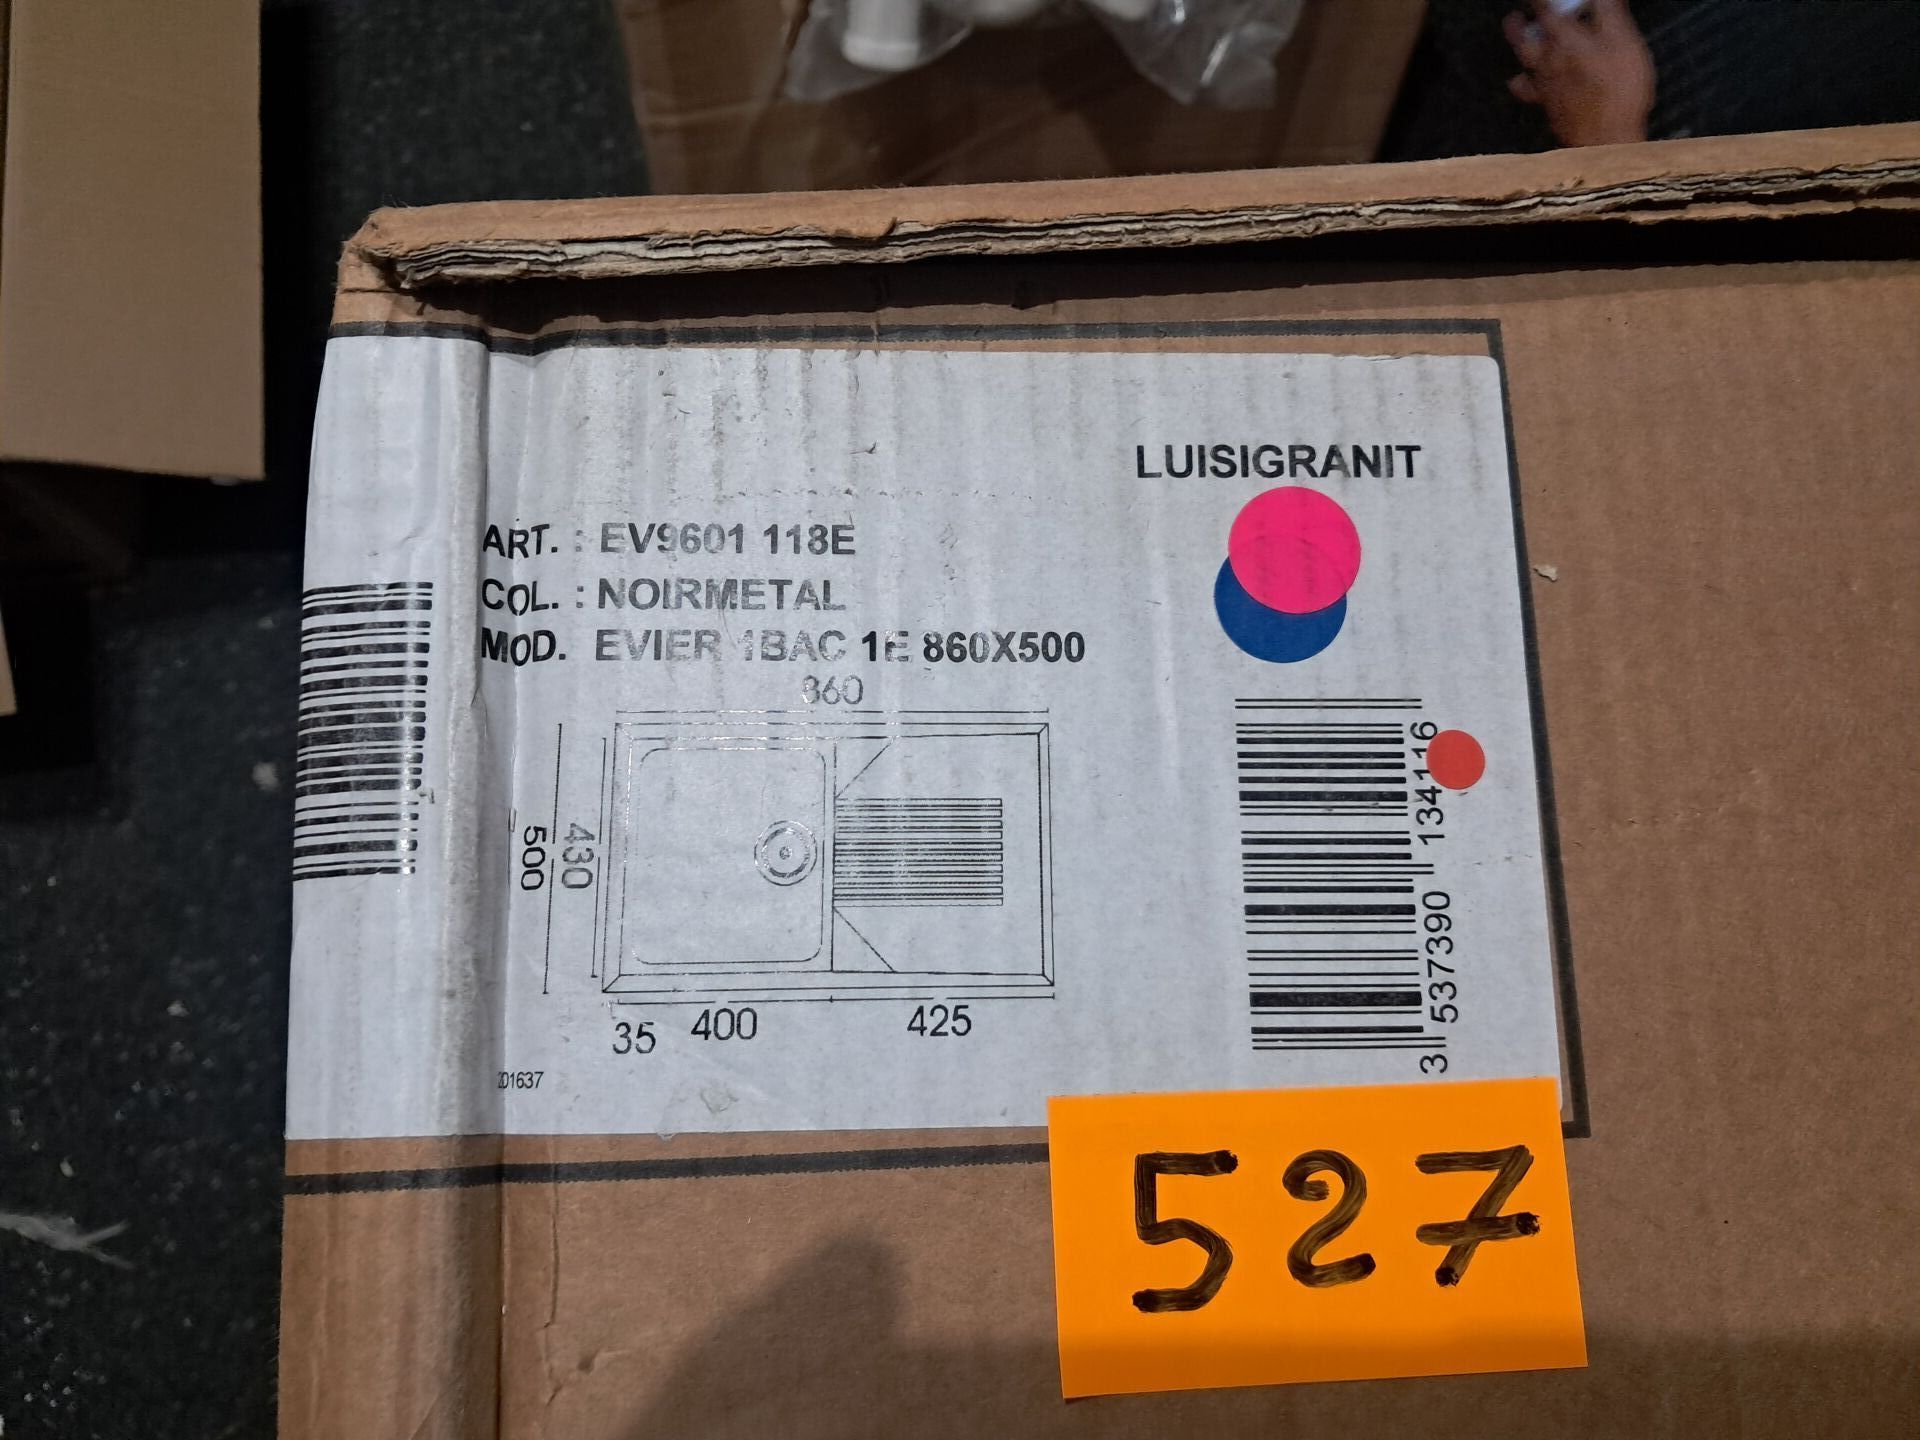 LUISIGRANIT
ART. : EV9601 118E
COL. : NOIRMETAL
MOD. EVIER 1BAC 1E 860X500
860
500
430
35
400
425
3 537390 134116
201637
527